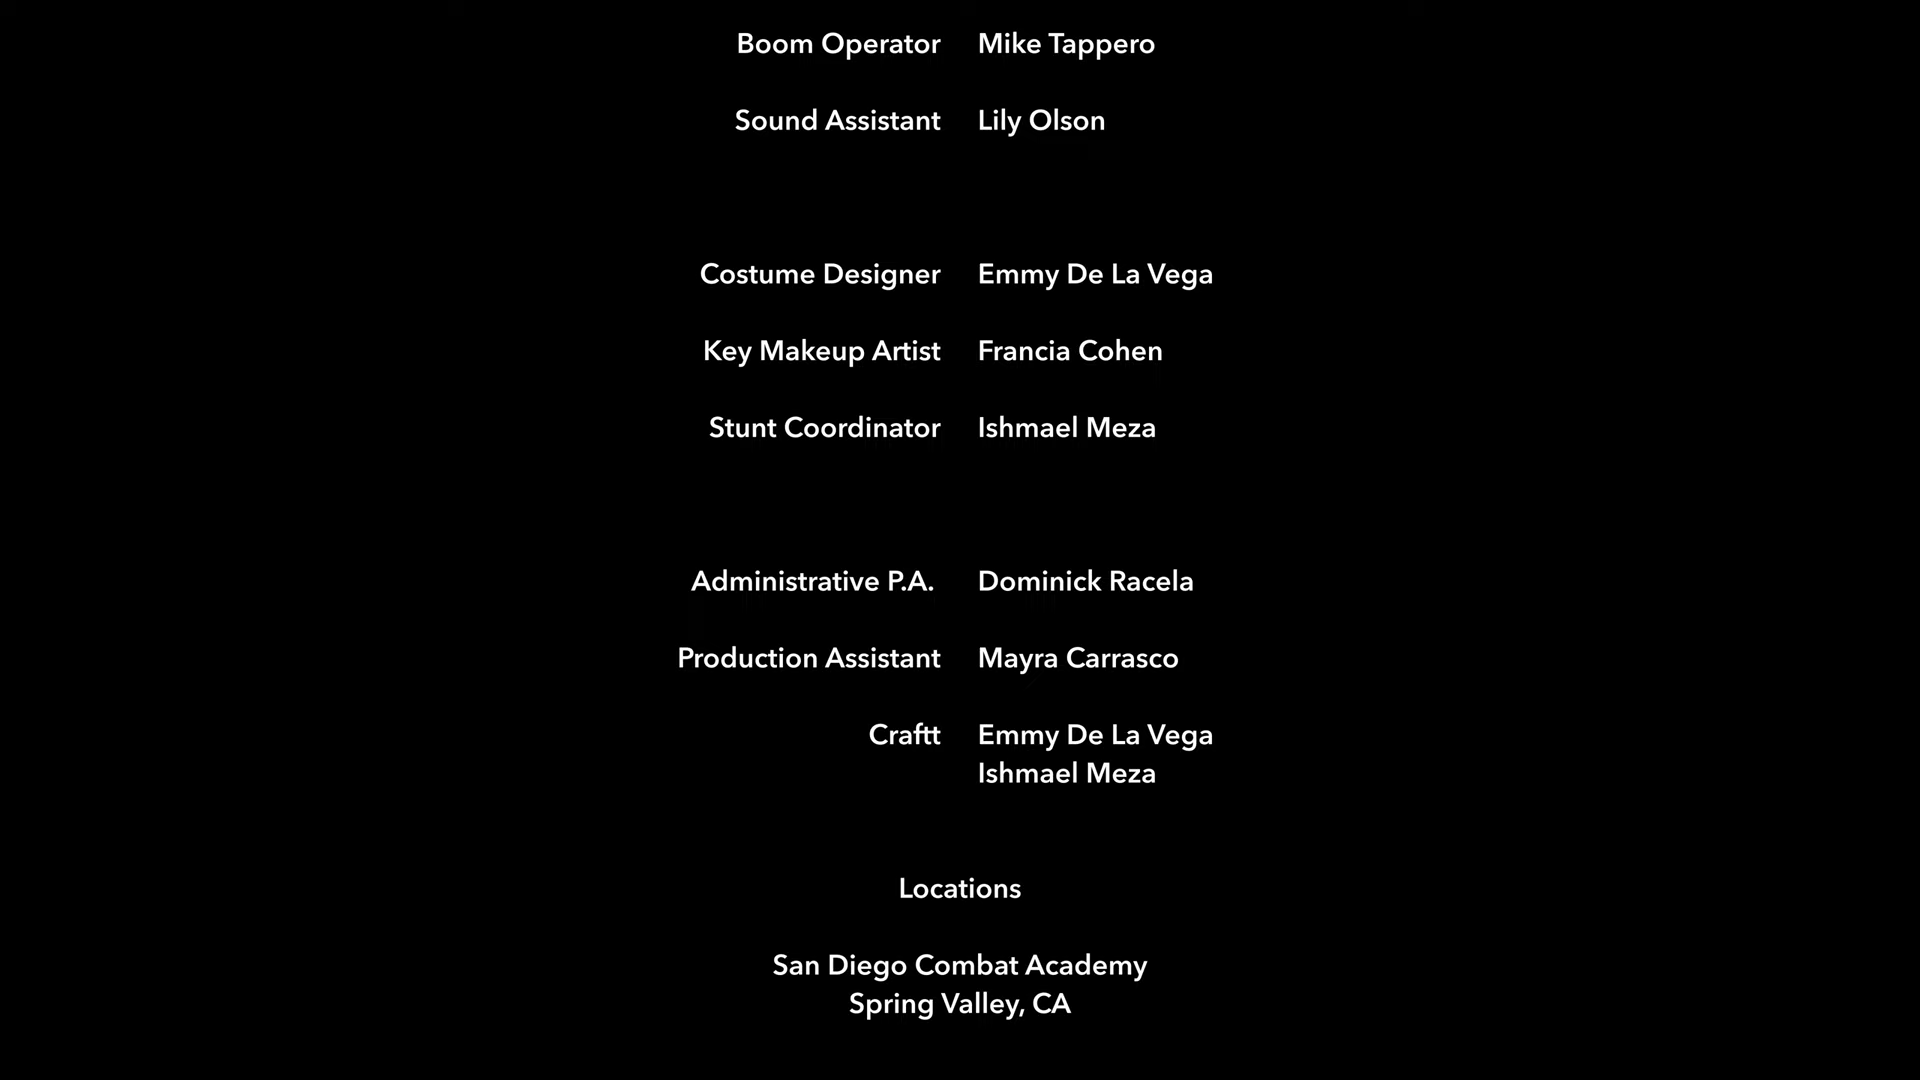 Boom Operator Mike Tappero
Sound Assistant Lily Olson
Costume Designer Emmy De La Vega
Key Makeup Artist Francia Cohen
Stunt Coordinator Ishmael Meza
Administrative P.A. Dominick Racela
Production Assistant Mayra Carrasco
Craftt Emmy De La Vega
Ishmael Meza
Locations
San Diego Combat Academy
Spring Valley, CA